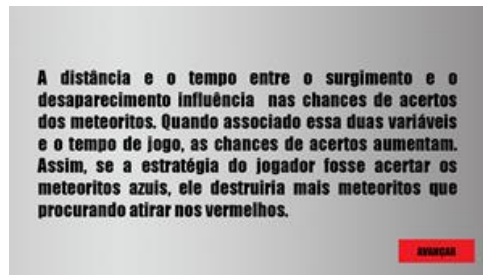 A distância e o tempo entre o surgimento e o
desaparecimento influência nas chances de acertos
dos meteoritos. Quando associado essa duas variáveis
e o tempo de jogo, as chances de acertos aumentam.
Assim, se a estratégia do jogador fosse acertar os
meteoritos azuis, ele destruiria mais meteoritos que
procurando atirar nos vermelhos.
AVANÇAR